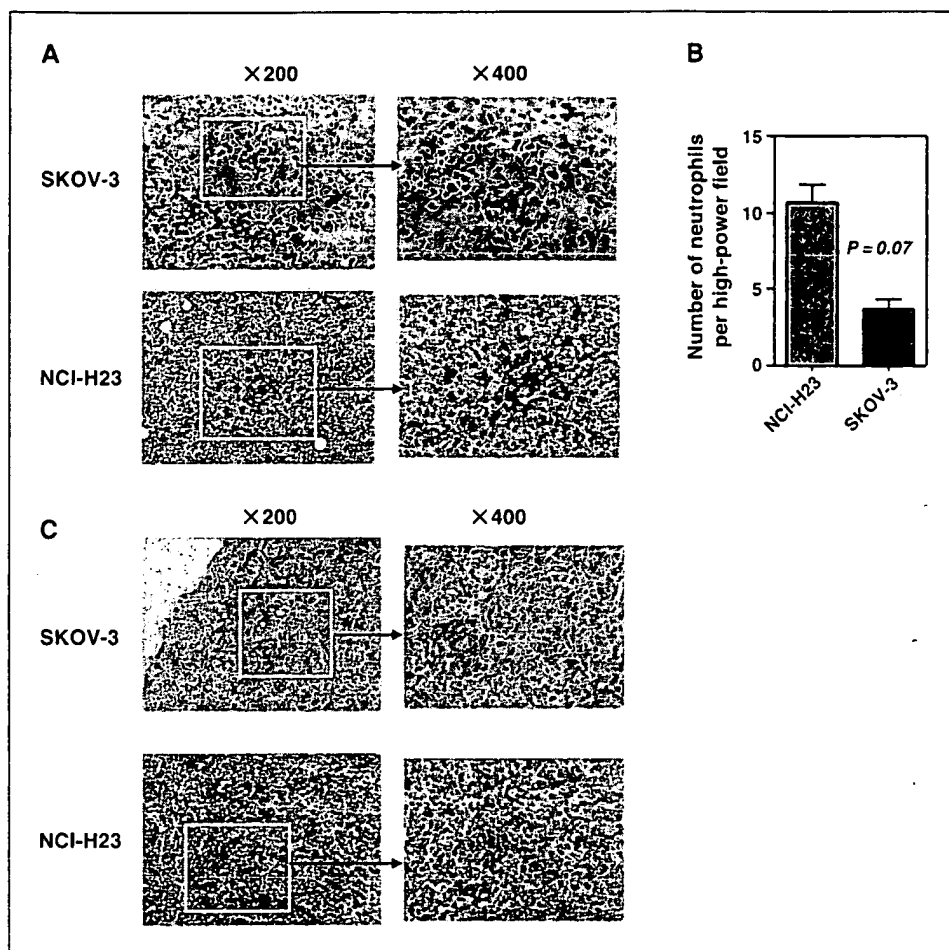 A
×200
×400
SKOV-3
NCI-H23
B
Number of neutrophils
per high-power field
15
10
5
0
P = 0.07
NCI-H23
SKOV-3
C
×200
×400
SKOV-3
NCI-H23